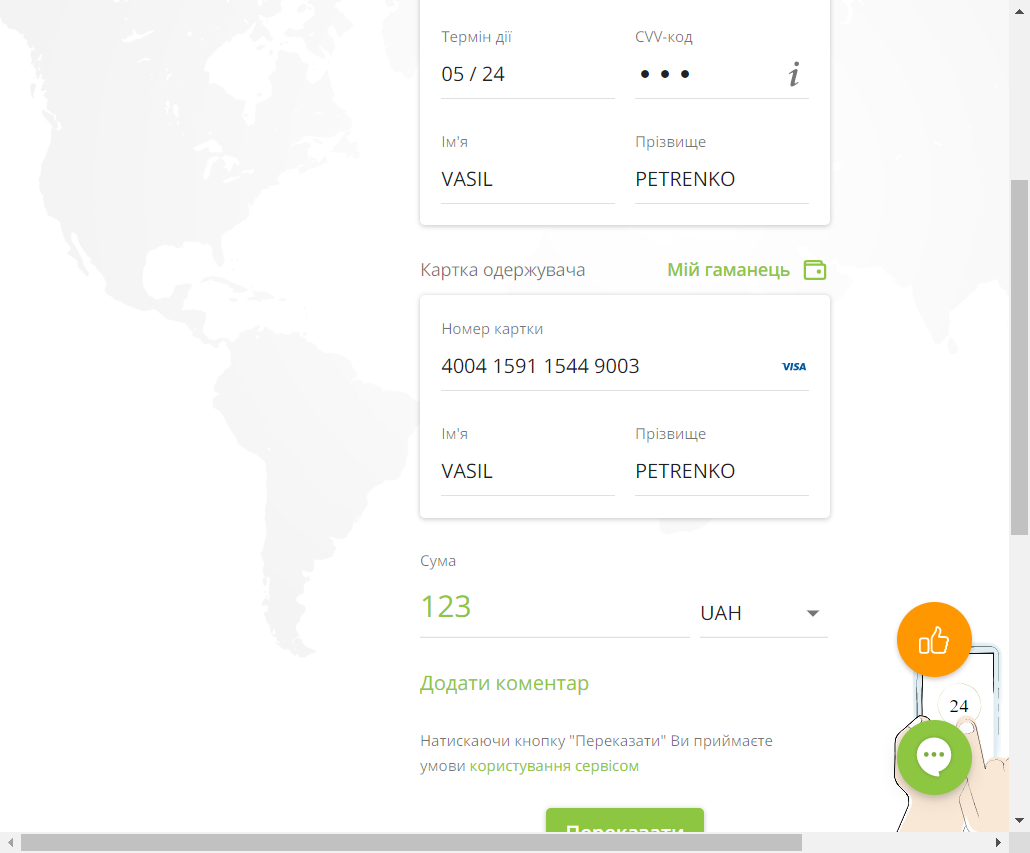 Термін дії CVV-код
05 / 24 ● ● ● i
Ім'я Прізвище
VASIL PETRENKO
Картка одержувача Мій гаманець
Номер картки
4004 1591 1544 9003 VISA
Ім'я Прізвище
VASIL PETRENKO
Сума
123 UAH
Додати коментар
24
Натискаючи кнопку "Переказати" Ви приймаєте
умови користування сервісом
Переказати